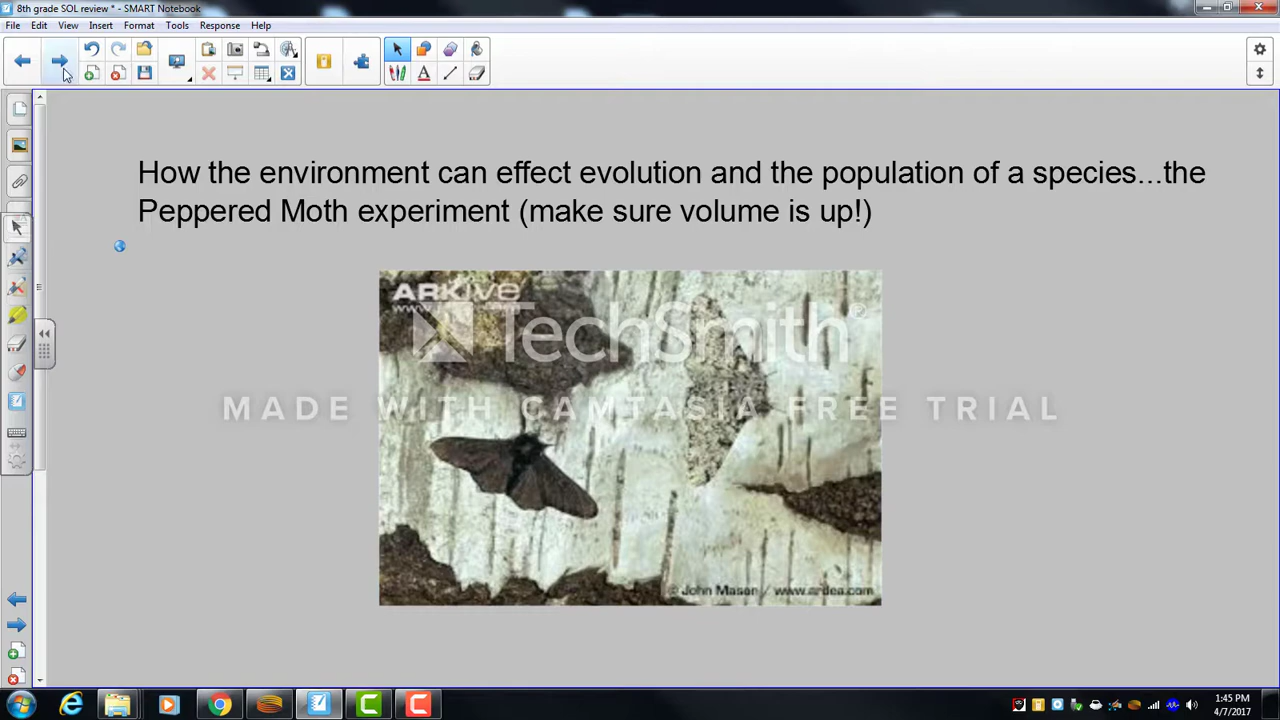 8th grade SOL review * - SMART Notebook
File Edit View Insert Format Tools Response Help
How the environment can effect evolution and the population of a species...the
Peppered Moth experiment (make sure volume is up!)
ARKive
TechSmith®
MADE WITH CAMTASIA FREE TRIAL
© John Mason / www.ardea.com
1:45 PM
4/7/2017